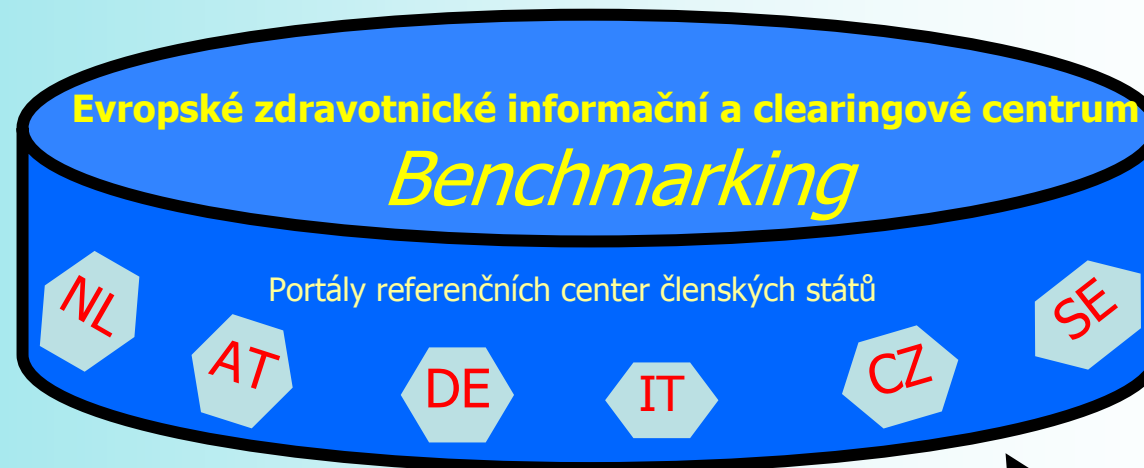 Evropské zdravotnické informační a clearingové centrum
Benchmarking
Portály referenčních center členských států
NL
AT
DE
IT
CZ
SE